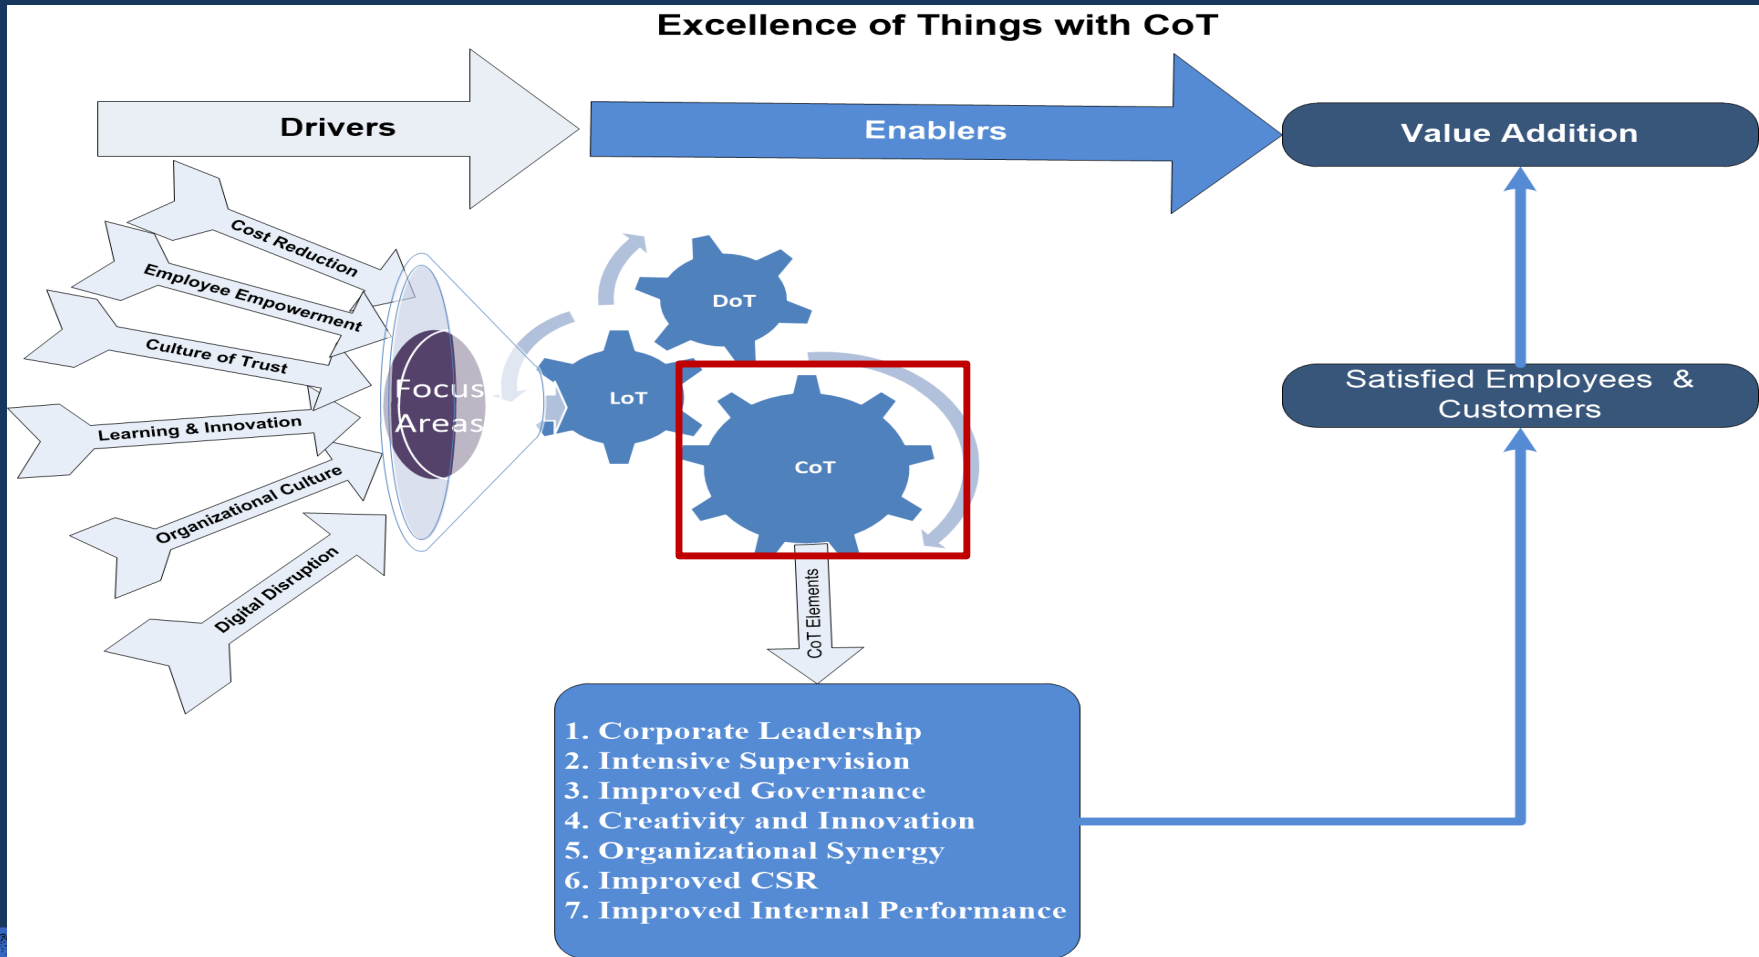 Excellence of Things with CoT
Drivers
Enablers
Value Addition
Cost Reduction
Employee Empowerment
Culture of Trust
Learning & Innovation
Organizational Culture
Digital Disruption
Focus
Areas
DoT
LoT
CoT
Satisfied Employees &
Customers
CoT Elements
1. Corporate Leadership
2. Intensive Supervision
3. Improved Governance
4. Creativity and Innovation
5. Organizational Synergy
6. Improved CSR
7. Improved Internal Performance